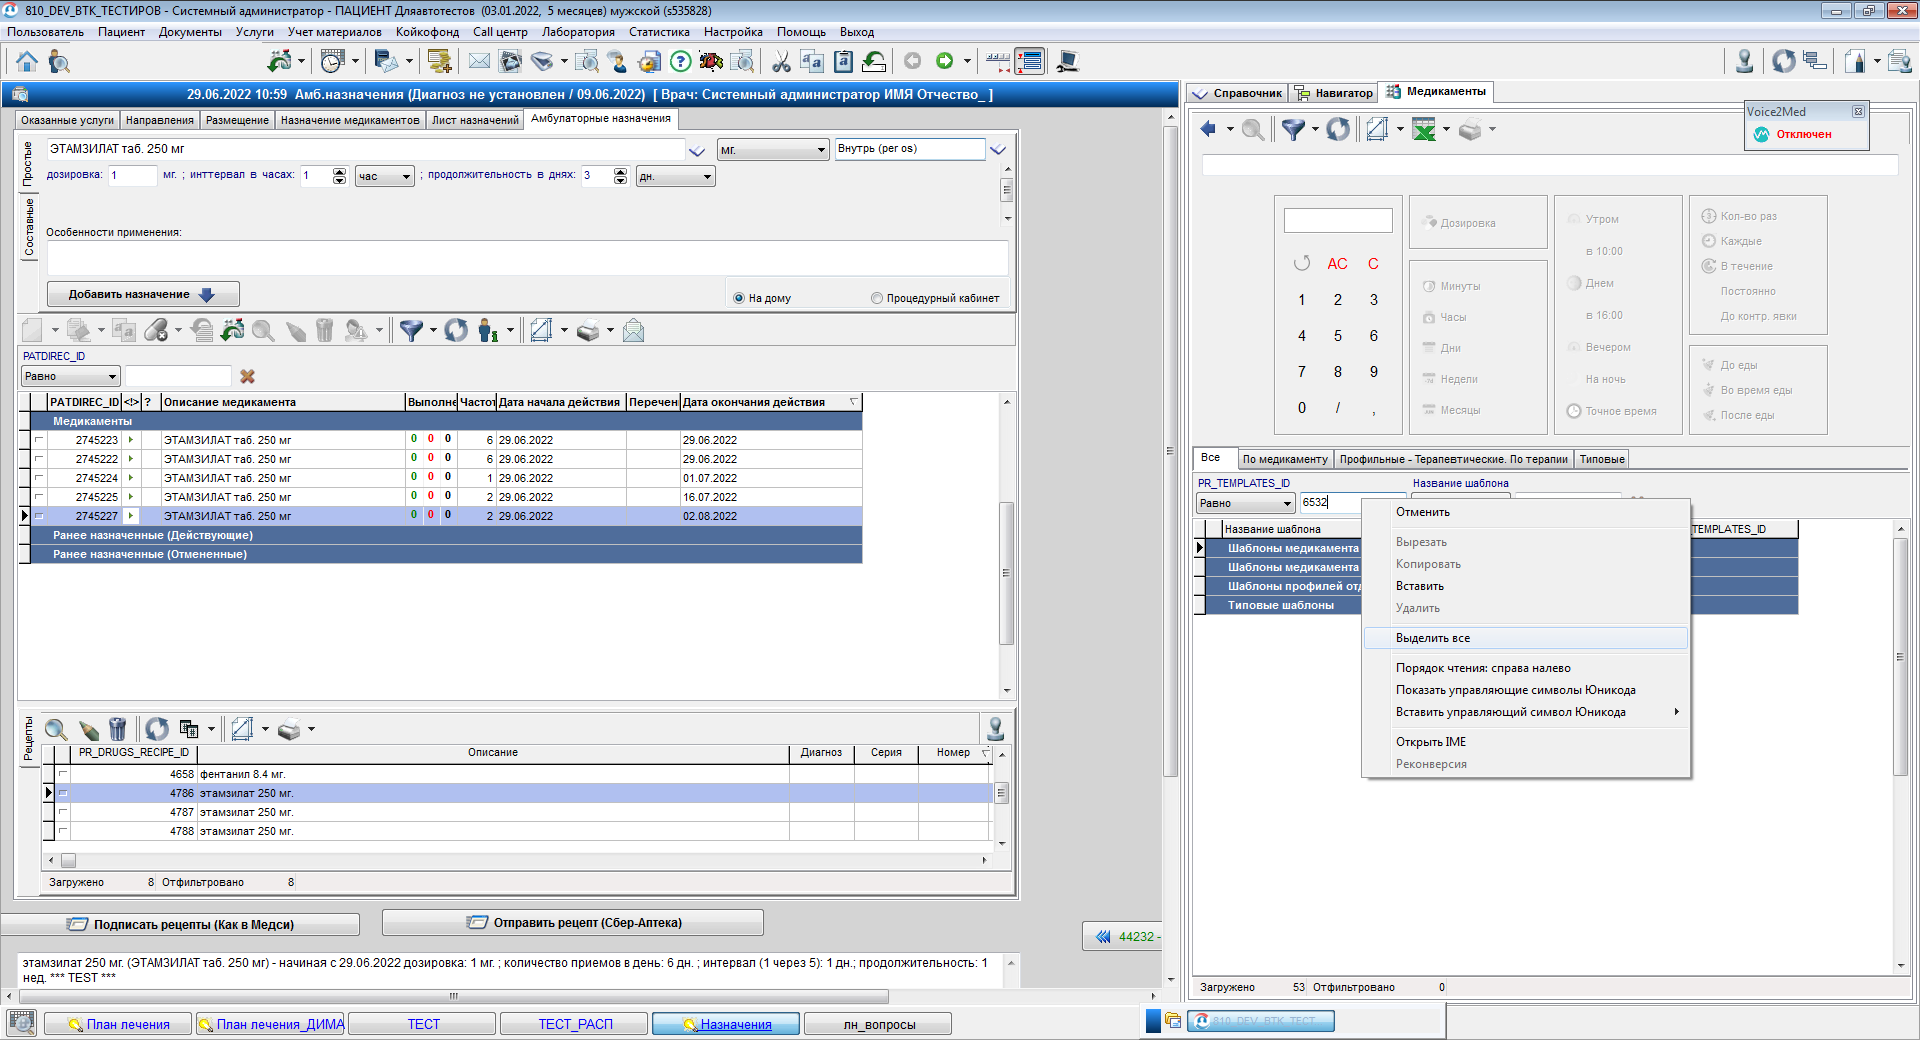 810_DEV_BTK_ТЕСТИРОВ - Системный администратор - ПАЦИЕНТ Дляавтотестов (03.01.2022, 5 месяцев) мужской (s535828)
Пользователь Пациент Документы Услуги Учет материалов Койкофонд Call центр Лаборатория Статистика Настройка Помощь Выход
29.06.2022 10:59 Амб.назначения (Диагноз не установлен / 09.06.2022) [ Врач: Системный администратор ИМЯ Отчество_ ]
Оказанные услуги Направления Размещение Назначение медикаментов Лист назначений Амбулаторные назначения
Простые
Составные
ЭТАМЗИЛАТ таб. 250 мг мг. Внутрь (per os)
дозировка: 1 мг. ; инттервал в часах: 1 час ; продолжительность в днях: 3 дн.
Особенности применения:
Добавить назначение На дому Процедурный кабинет
PATDIREC_ID
Равно
PATDIREC_ID <!> ? Описание медикамента Выполне Частот Дата начала действия Перечен Дата окончания действия
Медикаменты
2745223 ЭТАМЗИЛАТ таб. 250 мг 0 0 0 6 29.06.2022 29.06.2022
2745222 ЭТАМЗИЛАТ таб. 250 мг 0 0 0 6 29.06.2022 29.06.2022
2745224 ЭТАМЗИЛАТ таб. 250 мг 0 0 0 1 29.06.2022 01.07.2022
2745225 ЭТАМЗИЛАТ таб. 250 мг 0 0 0 2 29.06.2022 16.07.2022
2745227 ЭТАМЗИЛАТ таб. 250 мг 0 0 0 2 29.06.2022 02.08.2022
Ранее назначенные (Действующие)
Ранее назначенные (Отмененные)
Рецепты
PR_DRUGS_RECIPE_ID Описание Диагноз Серия Номер
4658 фентанил 8.4 мг.
4786 этамзилат 250 мг.
4787 этамзилат 250 мг.
4788 этамзилат 250 мг.
Загружено 8 Отфильтровано 8
Подписать рецепты (Как в Медси) Отправить рецепт (Сбер-Аптека)
44232 -
этамзилат 250 мг. (ЭТАМЗИЛАТ таб. 250 мг) - начиная с 29.06.2022 дозировка: 1 мг. ; количество приемов в день: 6 дн. ; интервал (1 через 5): 1 дн.; продолжительность: 1
нед. *** TEST ***
План лечения План лечения_ДИМА ТЕСТ ТЕСТ_РАСП Назначения лн_вопросы
810_DEV_BTK_ТЕСТ
Справочник Навигатор Медикаменты
Voice2Med
Отключен
AC C
1 2 3
4 5 6
7 8 9
0 / ,
Дозировка
Минуты
Часы
Дни
Недели
Месяцы
Утром
в 10:00
Днем
в 16:00
Вечером
На ночь
Точное время
Кол-во раз
Каждые
В течение
Постоянно
До контр. явки
До еды
Во время еды
После еды
Все По медикаменту Профильные - Терапевтические. По терапии Типовые
PR_TEMPLATES_ID Название шаблона
Равно 6532
Название шаблона TEMPLATES_ID
Шаблоны медикамента
Шаблоны медикамента
Шаблоны профилей отд
Типовые шаблоны
Отменить
Вырезать
Копировать
Вставить
Удалить
Выделить все
Порядок чтения: справа налево
Показать управляющие символы Юникода
Вставить управляющий символ Юникода
Открыть IME
Реконверсия
Загружено 53 Отфильтровано 0